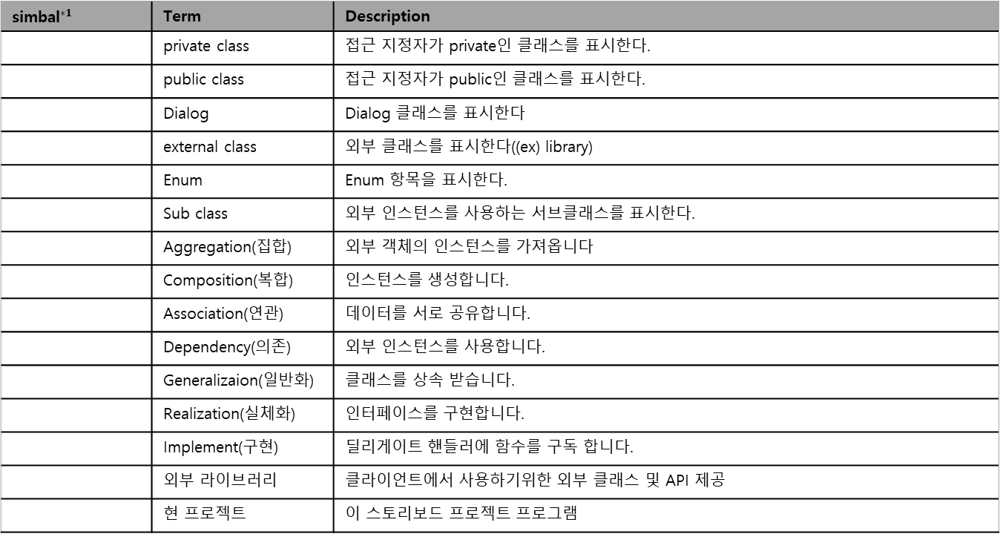 simbal*1 Term Description
private class 접근 지정자가 private인 클래스를 표시한다.
public class 접근 지정자가 public인 클래스를 표시한다.
Dialog Dialog 클래스를 표시한다
external class 외부 클래스를 표시한다((ex) library)
Enum Enum 항목을 표시한다.
Sub class 외부 인스턴스를 사용하는 서브클래스를 표시한다.
Aggregation(집합) 외부 객체의 인스턴스를 가져옵니다
Composition(복합) 인스턴스를 생성합니다.
Association(연관) 데이터를 서로 공유합니다.
Dependency(의존) 외부 인스턴스를 사용합니다.
Generalizaion(일반화) 클래스를 상속 받습니다.
Realization(실체화) 인터페이스를 구현합니다.
Implement(구현) 딜리게이트 핸들러에 함수를 구독 합니다.
외부 라이브러리 클라이언트에서 사용하기위한 외부 클래스 및 API 제공
현 프로젝트 이 스토리보드 프로젝트 프로그램